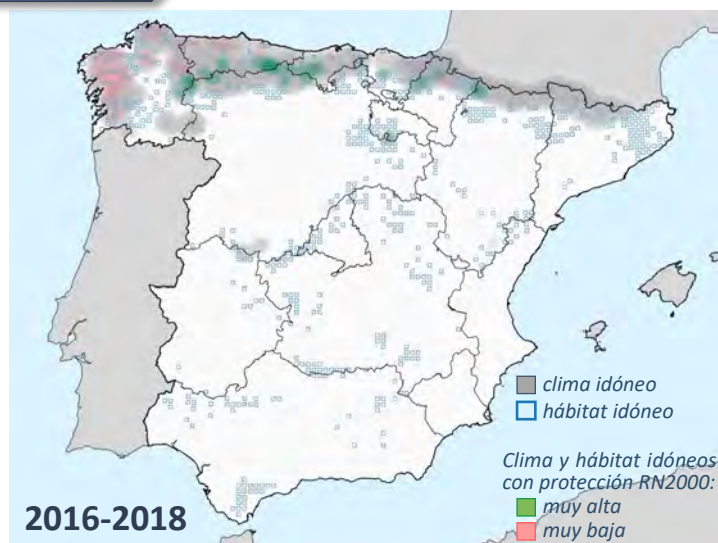 clima idóneo
hábitat idóneo
Clima y hábitat idóneos
con protección RN2000:
muy alta
muy baja
2016-2018